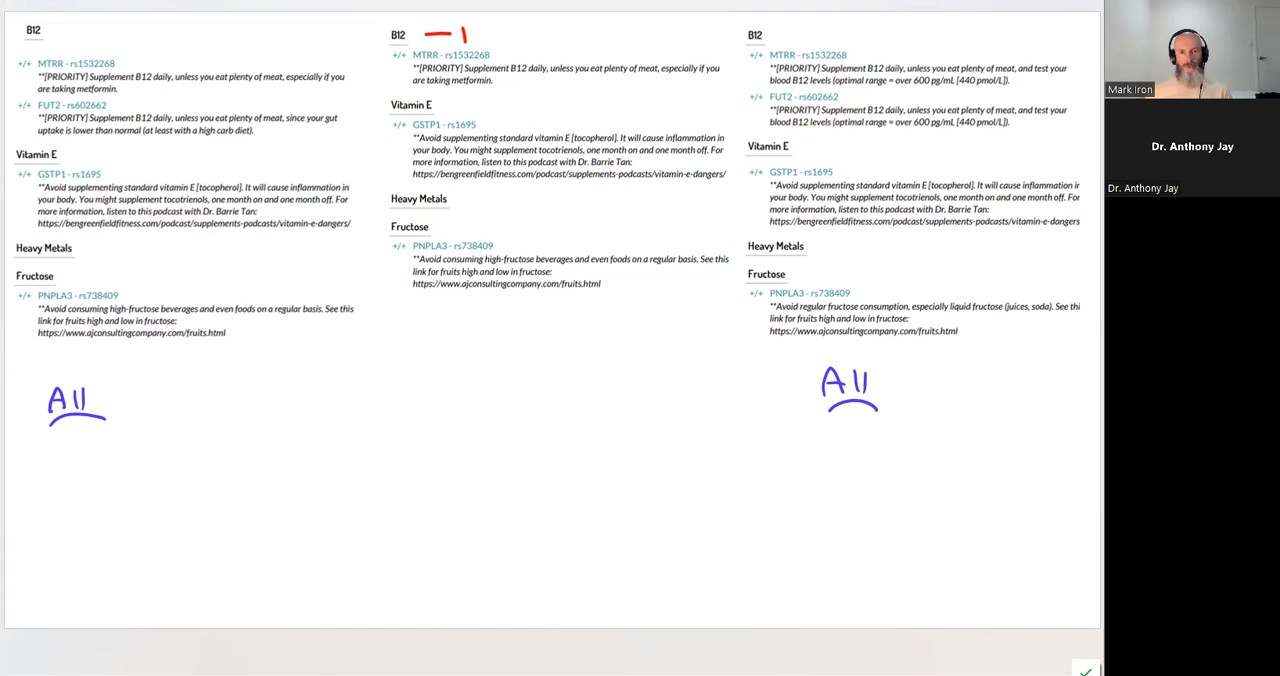 B12
+/+ MTRR - rs1532268
**[PRIORITY] Supplement B12 daily, unless you eat plenty of meat, especially if you
are taking metformin.
+/+ FUT2 - rs602662
**[PRIORITY] Supplement B12 daily, unless you eat plenty of meat, since your gut
uptake is lower than normal (at least with a high carb diet).
Vitamin E
+/+ GSTP1 - rs1695
**Avoid supplementing standard vitamin E [tocopherol]. It will cause inflammation in
your body. You might supplement tocotrienols, one month on and one month off. For
more information, listen to this podcast with Dr. Barrie Tan:
https://bengreenfieldfitness.com/podcast/supplements-podcasts/vitamin-e-dangers/
Heavy Metals
Fructose
+/+ PNPLA3 - rs738409
**Avoid consuming high-fructose beverages and even foods on a regular basis. See this
link for fruits high and low in fructose:
https://www.ajconsultingcompany.com/fruits.html
All
B12 - 1
+/+ MTRR - rs1532268
**[PRIORITY] Supplement B12 daily, unless you eat plenty of meat, especially if you
are taking metformin.
Vitamin E
+/+ GSTP1 - rs1695
**Avoid supplementing standard vitamin E [tocopherol]. It will cause inflammation in
your body. You might supplement tocotrienols, one month on and one month off. For
more information, listen to this podcast with Dr. Barrie Tan:
https://bengreenfieldfitness.com/podcast/supplements-podcasts/vitamin-e-dangers/
Heavy Metals
Fructose
+/+ PNPLA3 - rs738409
**Avoid consuming high-fructose beverages and even foods on a regular basis. See this
link for fruits high and low in fructose:
https://www.ajconsultingcompany.com/fruits.html
B12
+/+ MTRR - rs1532268
**[PRIORITY] Supplement B12 daily, unless you eat plenty of meat, and test your
blood B12 levels (optimal range = over 600 pg/mL [440 pmol/L]).
+/+ FUT2 - rs602662
**[PRIORITY] Supplement B12 daily, unless you eat plenty of meat, and test your
blood B12 levels (optimal range = over 600 pg/mL [440 pmol/L]).
Vitamin E
+/+ GSTP1 - rs1695
**Avoid supplementing standard vitamin E [tocopherol]. It will cause inflammation ir
your body. You might supplement tocotrienols, one month on and one month off. For
more information, listen to this podcast with Dr. Barrie Tan:
https://bengreenfieldfitness.com/podcast/supplements-podcasts/vitamin-e-dangers
Heavy Metals
Fructose
+/+ PNPLA3 - rs738409
**Avoid regular fructose consumption, especially liquid fructose (juices, soda). See thi
link for fruits high and low in fructose:
https://www.ajconsultingcompany.com/fruits.html
All
Mark Iron
Dr. Anthony Jay
Dr. Anthony Jay